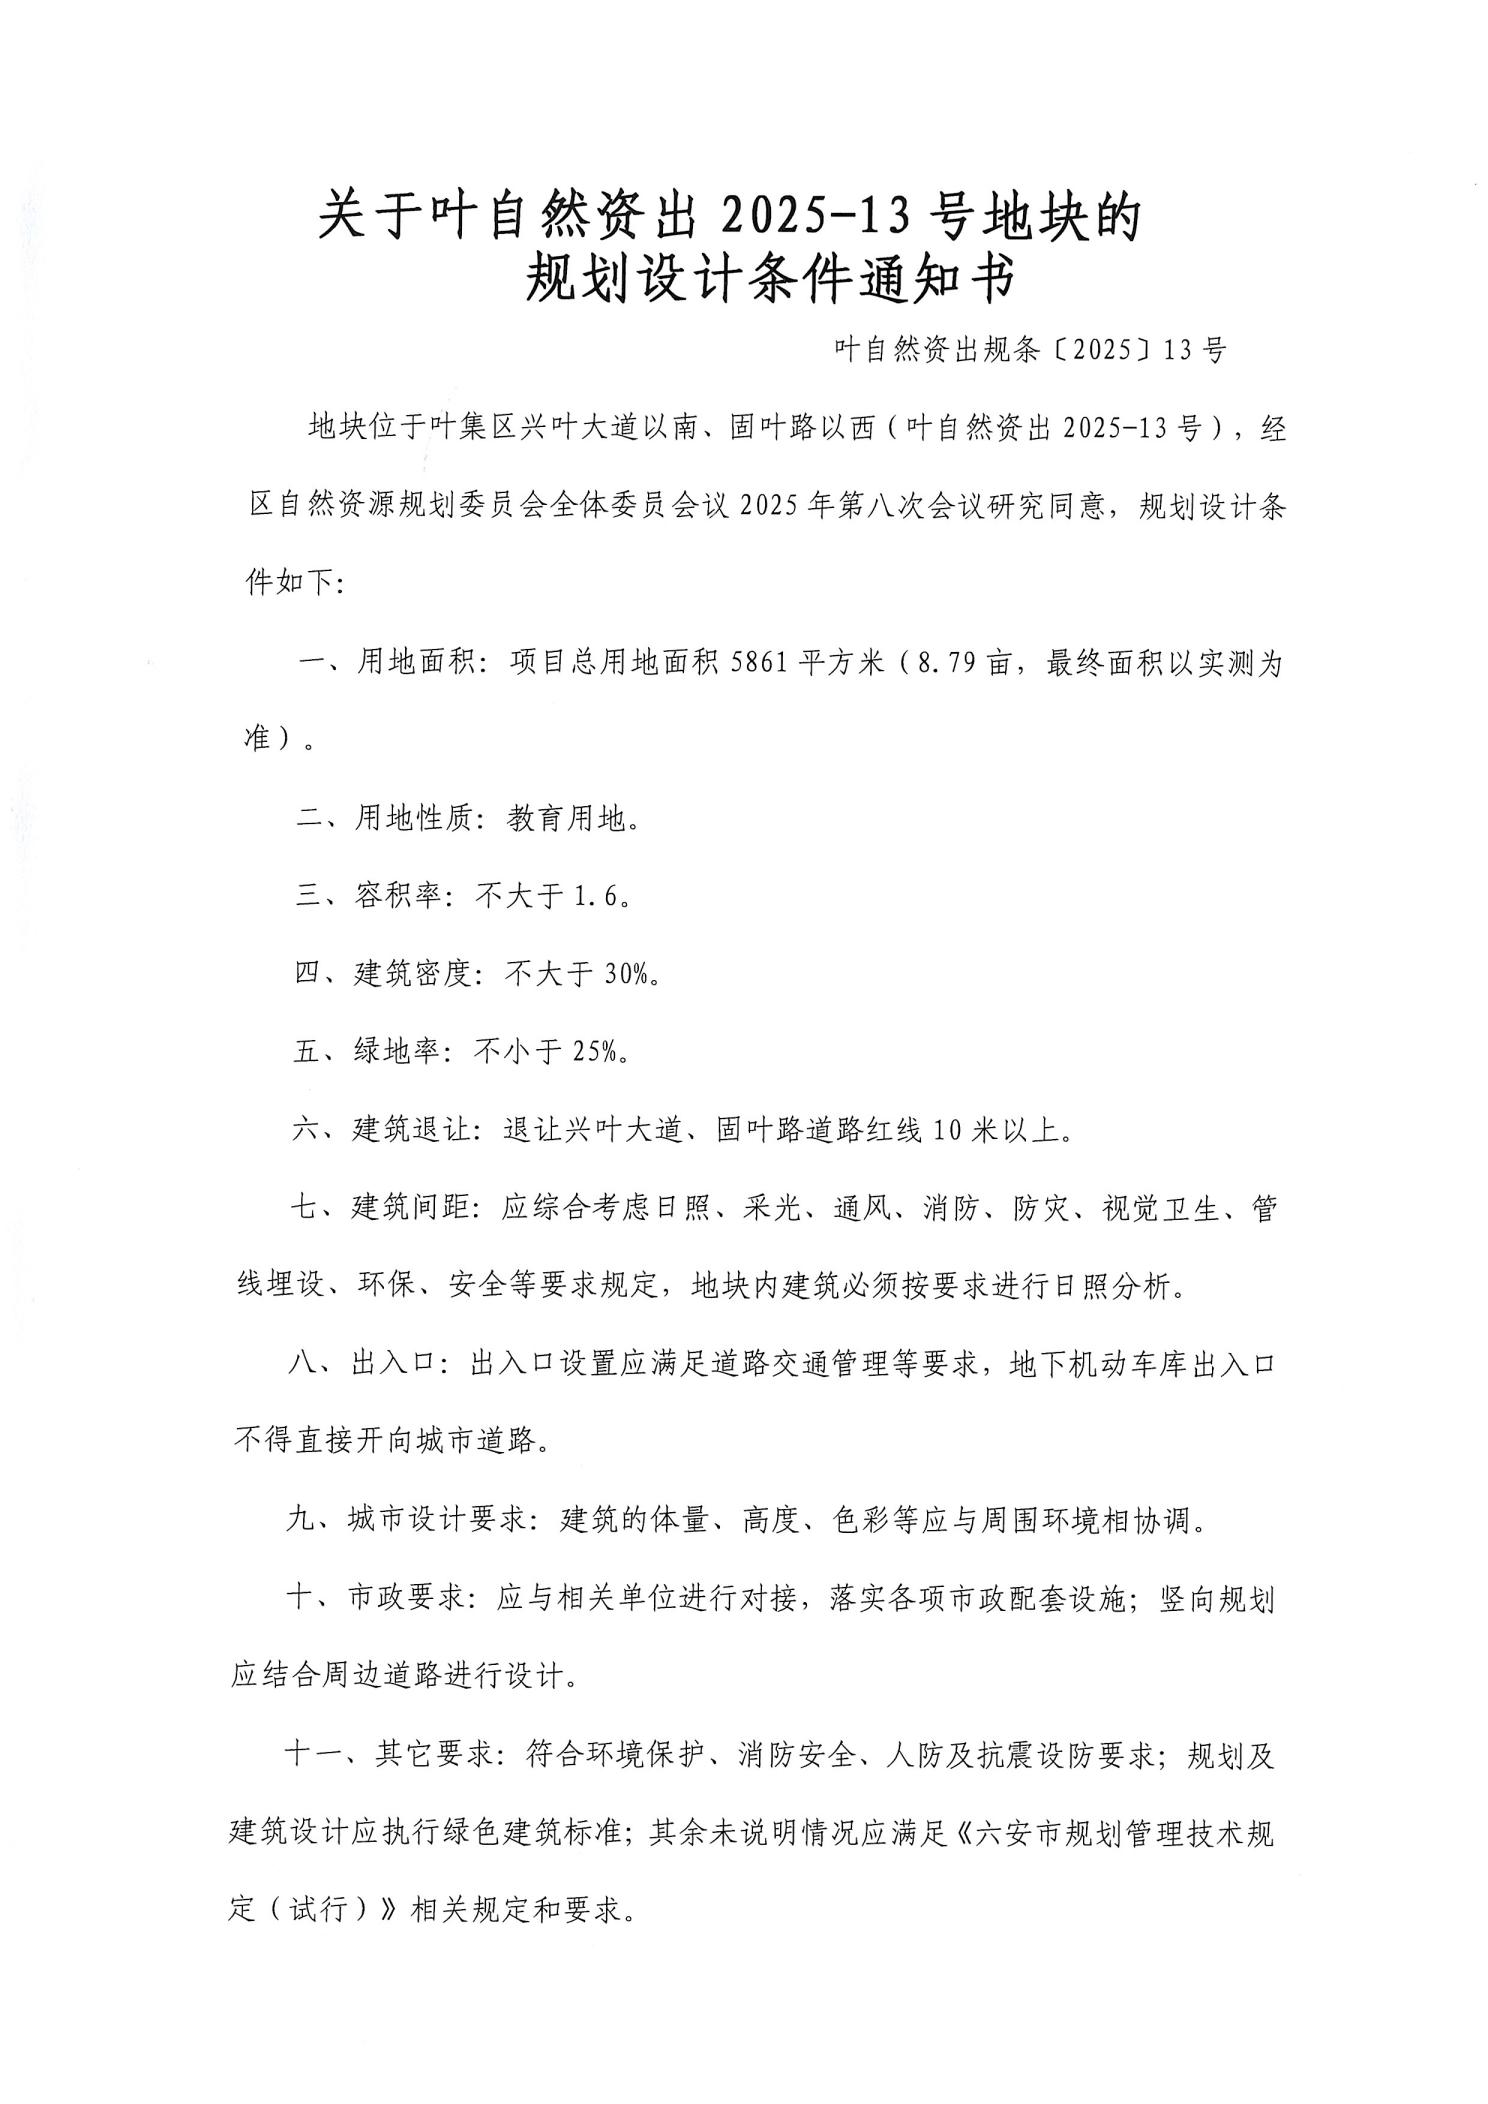 关于叶自然资出 2025-13 号地块的
规划设计条件通知书
叶自然资出规条〔2025〕13 号
地块位于叶集区兴叶大道以南、固叶路以西（叶自然资出 2025-13 号），经
区自然资源规划委员会全体委员会议 2025 年第八次会议研究同意，规划设计条
件如下：
一、用地面积：项目总用地面积 5861 平方米（8.79 亩，最终面积以实测为
准）。
二、用地性质：教育用地。
三、容积率：不大于 1.6。
四、建筑密度：不大于 30%。
五、绿地率：不小于 25%。
六、建筑退让：退让兴叶大道、固叶路道路红线 10 米以上。
七、建筑间距：应综合考虑日照、采光、通风、消防、防灾、视觉卫生、管
线埋设、环保、安全等要求规定，地块内建筑必须按要求进行日照分析。
八、出入口：出入口设置应满足道路交通管理等要求，地下机动车库出入口
不得直接开向城市道路。
九、城市设计要求：建筑的体量、高度、色彩等应与周围环境相协调。
十、市政要求：应与相关单位进行对接，落实各项市政配套设施；竖向规划
应结合周边道路进行设计。
十一、其它要求：符合环境保护、消防安全、人防及抗震设防要求；规划及
建筑设计应执行绿色建筑标准；其余未说明情况应满足《六安市规划管理技术规
定（试行）》相关规定和要求。